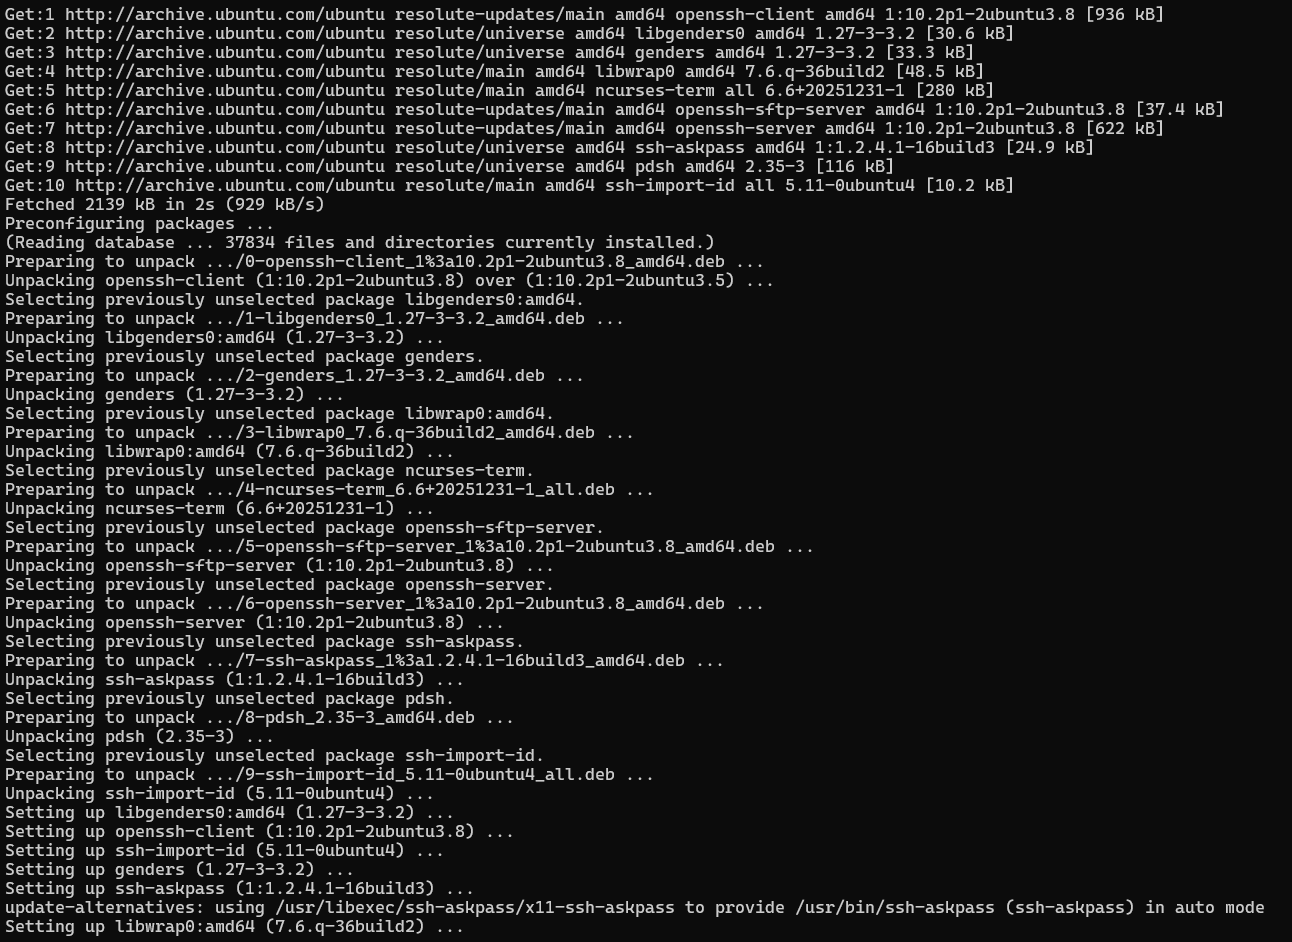 Get:1 http://archive.ubuntu.com/ubuntu resolute-updates/main amd64 openssh-client amd64 1:10.2p1-2ubuntu3.8 [936 kB]
Get:2 http://archive.ubuntu.com/ubuntu resolute/universe amd64 libgenders0 amd64 1.27-3-3.2 [30.6 kB]
Get:3 http://archive.ubuntu.com/ubuntu resolute/universe amd64 genders amd64 1.27-3-3.2 [33.3 kB]
Get:4 http://archive.ubuntu.com/ubuntu resolute/main amd64 libwrap0 amd64 7.6.q-36build2 [48.5 kB]
Get:5 http://archive.ubuntu.com/ubuntu resolute/main amd64 ncurses-term all 6.6+20251231-1 [280 kB]
Get:6 http://archive.ubuntu.com/ubuntu resolute-updates/main amd64 openssh-sftp-server amd64 1:10.2p1-2ubuntu3.8 [37.4 kB]
Get:7 http://archive.ubuntu.com/ubuntu resolute-updates/main amd64 openssh-server amd64 1:10.2p1-2ubuntu3.8 [622 kB]
Get:8 http://archive.ubuntu.com/ubuntu resolute/universe amd64 ssh-askpass amd64 1:1.2.4.1-16build3 [24.9 kB]
Get:9 http://archive.ubuntu.com/ubuntu resolute/universe amd64 pdsh amd64 2.35-3 [116 kB]
Get:10 http://archive.ubuntu.com/ubuntu resolute/main amd64 ssh-import-id all 5.11-0ubuntu4 [10.2 kB]
Fetched 2139 kB in 2s (929 kB/s)
Preconfiguring packages ...
(Reading database ... 37834 files and directories currently installed.)
Preparing to unpack .../0-openssh-client_1%3a10.2p1-2ubuntu3.8_amd64.deb ...
Unpacking openssh-client (1:10.2p1-2ubuntu3.8) over (1:10.2p1-2ubuntu3.5) ...
Selecting previously unselected package libgenders0:amd64.
Preparing to unpack .../1-libgenders0_1.27-3-3.2_amd64.deb ...
Unpacking libgenders0:amd64 (1.27-3-3.2) ...
Selecting previously unselected package genders.
Preparing to unpack .../2-genders_1.27-3-3.2_amd64.deb ...
Unpacking genders (1.27-3-3.2) ...
Selecting previously unselected package libwrap0:amd64.
Preparing to unpack .../3-libwrap0_7.6.q-36build2_amd64.deb ...
Unpacking libwrap0:amd64 (7.6.q-36build2) ...
Selecting previously unselected package ncurses-term.
Preparing to unpack .../4-ncurses-term_6.6+20251231-1_all.deb ...
Unpacking ncurses-term (6.6+20251231-1) ...
Selecting previously unselected package openssh-sftp-server.
Preparing to unpack .../5-openssh-sftp-server_1%3a10.2p1-2ubuntu3.8_amd64.deb ...
Unpacking openssh-sftp-server (1:10.2p1-2ubuntu3.8) ...
Selecting previously unselected package openssh-server.
Preparing to unpack .../6-openssh-server_1%3a10.2p1-2ubuntu3.8_amd64.deb ...
Unpacking openssh-server (1:10.2p1-2ubuntu3.8) ...
Selecting previously unselected package ssh-askpass.
Preparing to unpack .../7-ssh-askpass_1%3a1.2.4.1-16build3_amd64.deb ...
Unpacking ssh-askpass (1:1.2.4.1-16build3) ...
Selecting previously unselected package pdsh.
Preparing to unpack .../8-pdsh_2.35-3_amd64.deb ...
Unpacking pdsh (2.35-3) ...
Selecting previously unselected package ssh-import-id.
Preparing to unpack .../9-ssh-import-id_5.11-0ubuntu4_all.deb ...
Unpacking ssh-import-id (5.11-0ubuntu4) ...
Setting up libgenders0:amd64 (1.27-3-3.2) ...
Setting up openssh-client (1:10.2p1-2ubuntu3.8) ...
Setting up ssh-import-id (5.11-0ubuntu4) ...
Setting up genders (1.27-3-3.2) ...
Setting up ssh-askpass (1:1.2.4.1-16build3) ...
update-alternatives: using /usr/libexec/ssh-askpass/x11-ssh-askpass to provide /usr/bin/ssh-askpass (ssh-askpass) in auto mode
Setting up libwrap0:amd64 (7.6.q-36build2) ...